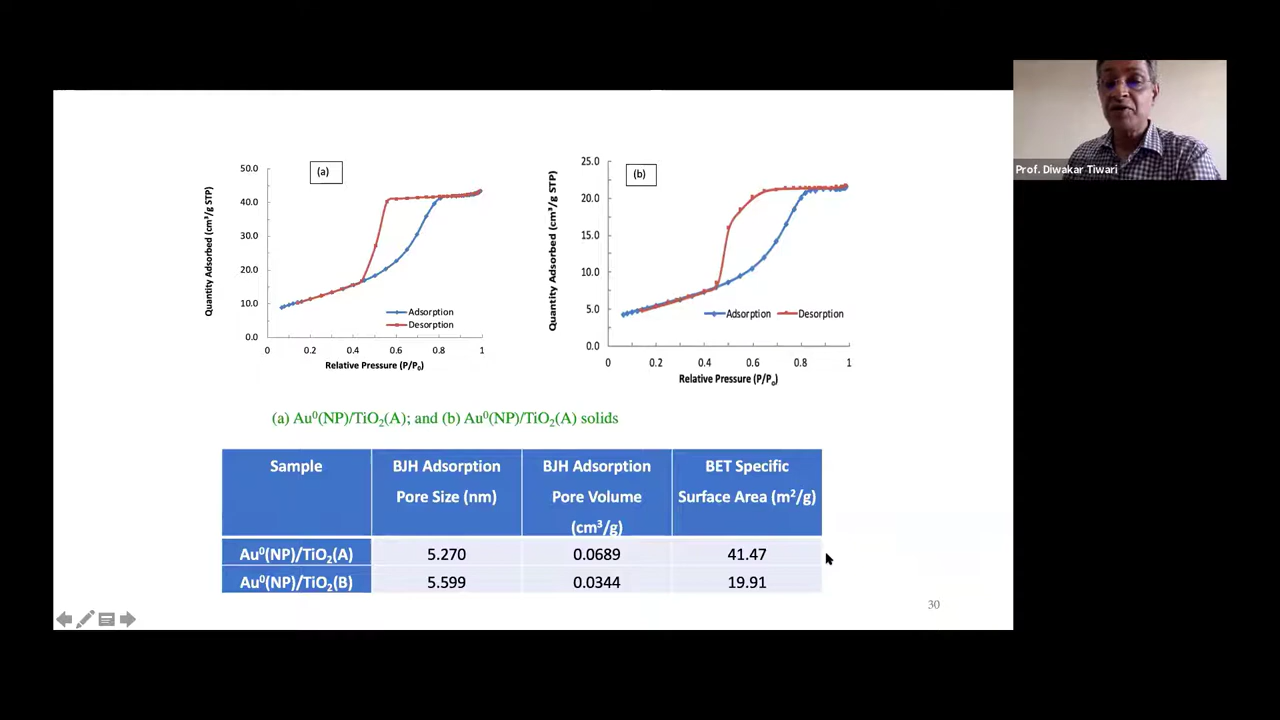 Prof. Diwakar Tiwari
(a)
50.0
40.0
30.0
20.0
10.0
0.0
Quantity Adsorbed (cm³/g STP)
Adsorption
Desorption
0 0.2 0.4 0.6 0.8 1
Relative Pressure (P/P₀)
(b)
25.0
20.0
15.0
10.0
5.0
0.0
Quantity Adsorbed (cm³/g STP)
Adsorption Desorption
0 0.2 0.4 0.6 0.8 1
Relative Pressure (P/Pₒ)
(a) Au⁰(NP)/TiO₂(A); and (b) Au⁰(NP)/TiO₂(A) solids
Sample
BJH Adsorption
Pore Size (nm)
BJH Adsorption
Pore Volume
(cm³/g)
BET Specific
Surface Area (m²/g)
Au⁰(NP)/TiO₂(A) 5.270 0.0689 41.47
Au⁰(NP)/TiO₂(B) 5.599 0.0344 19.91
30